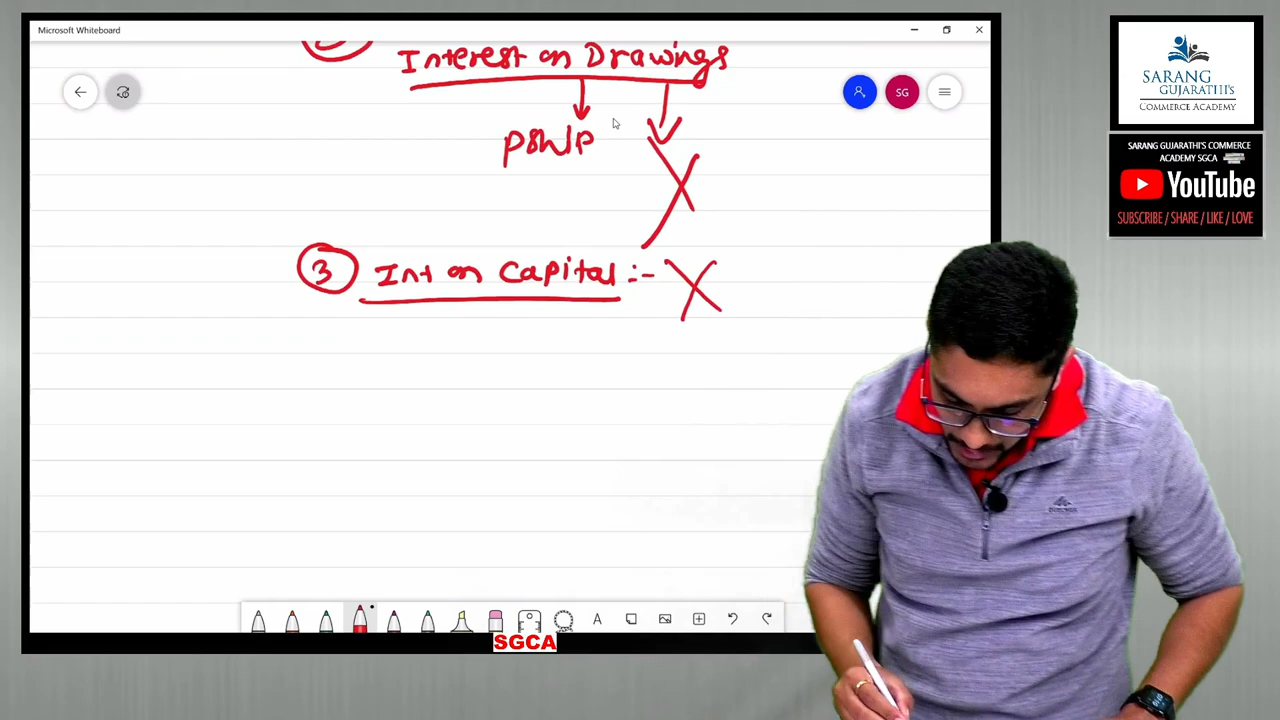 Microsoft Whiteboard
Interest on Drawings
X
3 Int on Capital :- X
SG
A
SGCA
SARANG
GUJARATHI'S
COMMERCE ACADEMY
SARANG GUJARATHI'S COMMERCE
ACADEMY SGCA
YouTube
SUBSCRIBE / SHARE / LIKE / LOVE